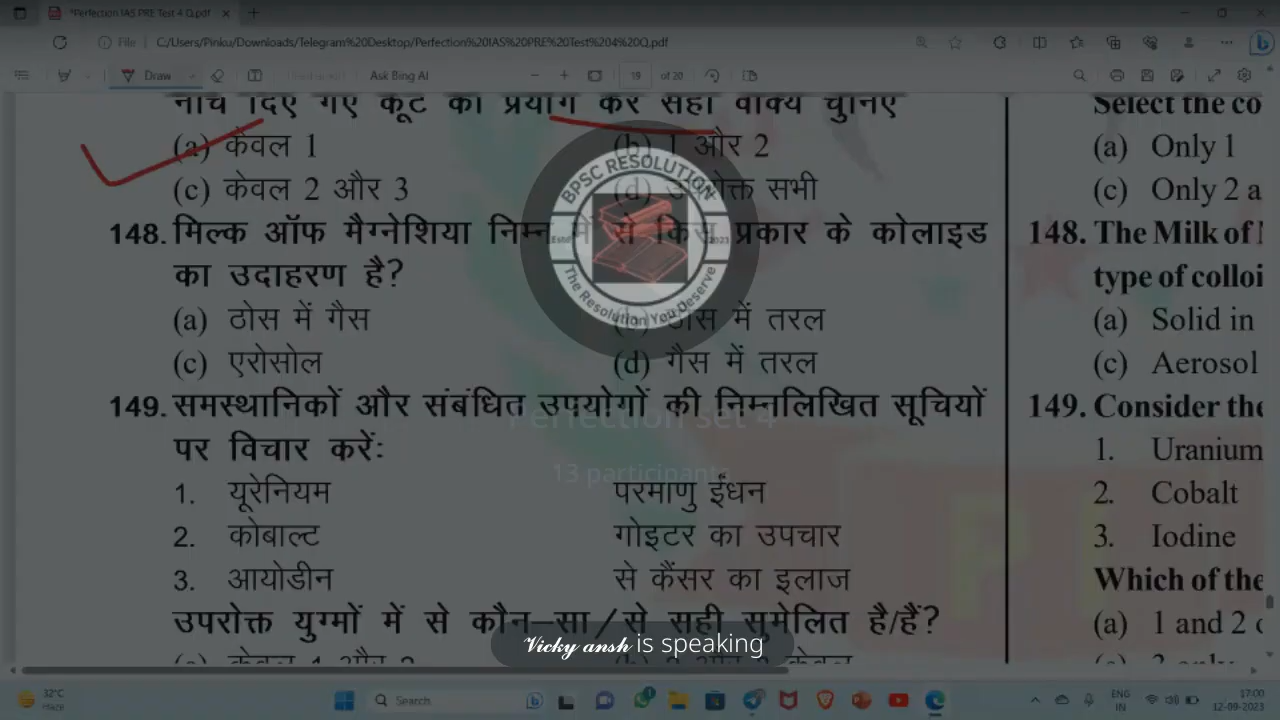 *Perfection IAS PRE Test 4 Q.pdf
File C:/Users/Pinku/Downloads/Telegram%20Desktop/Perfection%20IAS%20PRE%20Test%204%20Q.pdf
Draw Ask Bing AI 19 of 20
नीचे दिए गए कूट का प्रयोग कर सही वाक्य चुनिए
(a) केवल 1 (b) 1 और 2
(c) केवल 2 और 3 (d) सभी
148. मिल्क ऑफ मैग्नेशिया निम्न में से किस प्रकार के कोलाइड
का उदाहरण है?
(a) ठोस में गैस (b) ठोस में तरल
(c) एरोसोल (d) गैस में तरल
149. समस्थानिकों और संबंधित उपयोगों की निम्नलिखित सूचियों
पर विचार करें:
1. यूरेनियम परमाणु ईंधन
2. कोबाल्ट गोइटर का उपचार
3. आयोडीन से कैंसर का इलाज
उपरोक्त युग्मों में से कौन-सा/से सही सुमेलित है/हैं?
Select the co
(a) Only 1
(c) Only 2 a
148. The Milk of
type of colloi
(a) Solid in
(c) Aerosol
149. Consider the
1. Uranium
2. Cobalt
3. Iodine
Which of the
(a) 1 and 2
BPSC RESOLUTION
Estd 2023
The Resolution You Deserve
Perfection set 4
13 participants
Vicky ansh is speaking
32°C
Haze
Search
ENG
IN
17:00
12-09-2023